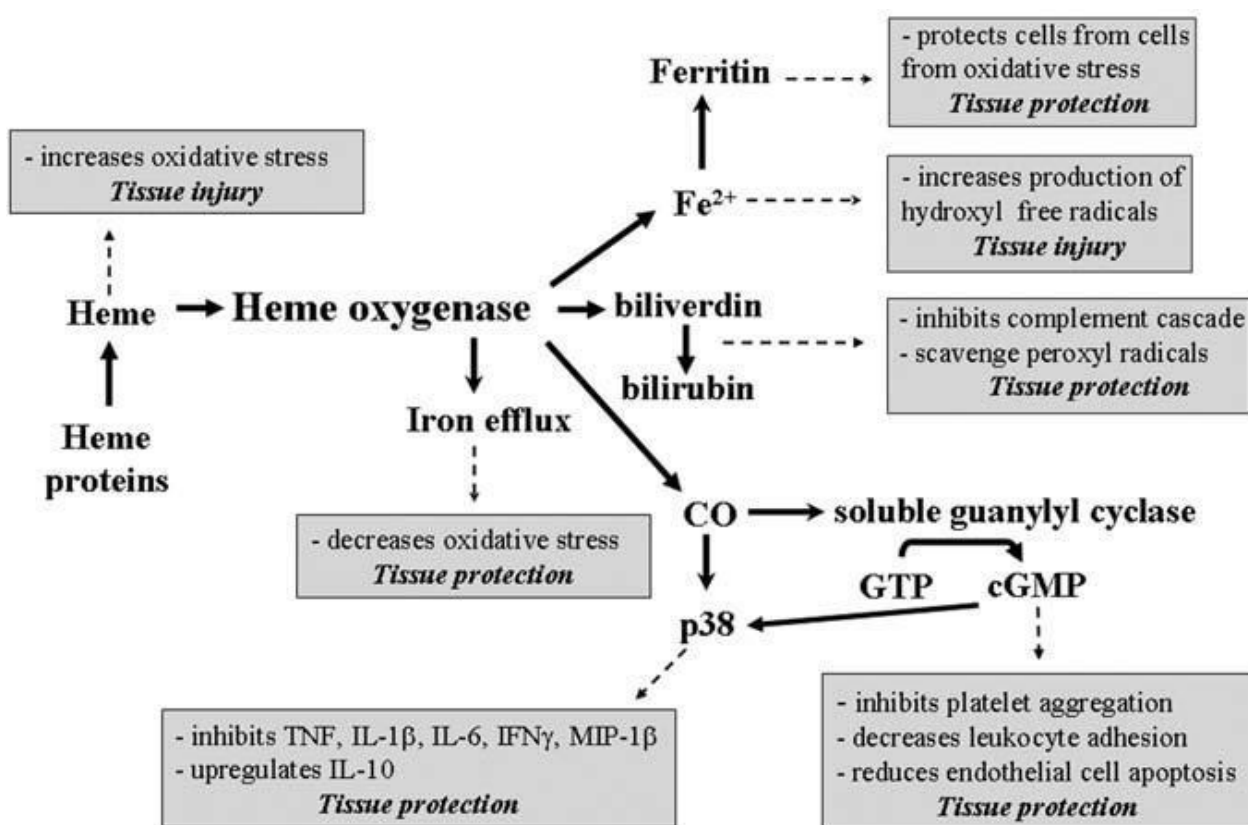 - protects cells from cells
from oxidative stress
Tissue protection
Ferritin
- increases oxidative stress
Tissue injury
- increases production of
hydroxyl free radicals
Tissue injury
Fe²⁺
Heme
Heme oxygenase
biliverdin
bilirubin
- inhibits complement cascade
- scavenge peroxyl radicals
Tissue protection
Heme
proteins
Iron efflux
- decreases oxidative stress
Tissue protection
CO
soluble guanylyl cyclase
GTP
cGMP
p38
- inhibits TNF, IL-1β, IL-6, IFNγ, MIP-1β
- upregulates IL-10
Tissue protection
- inhibits platelet aggregation
- decreases leukocyte adhesion
- reduces endothelial cell apoptosis
Tissue protection